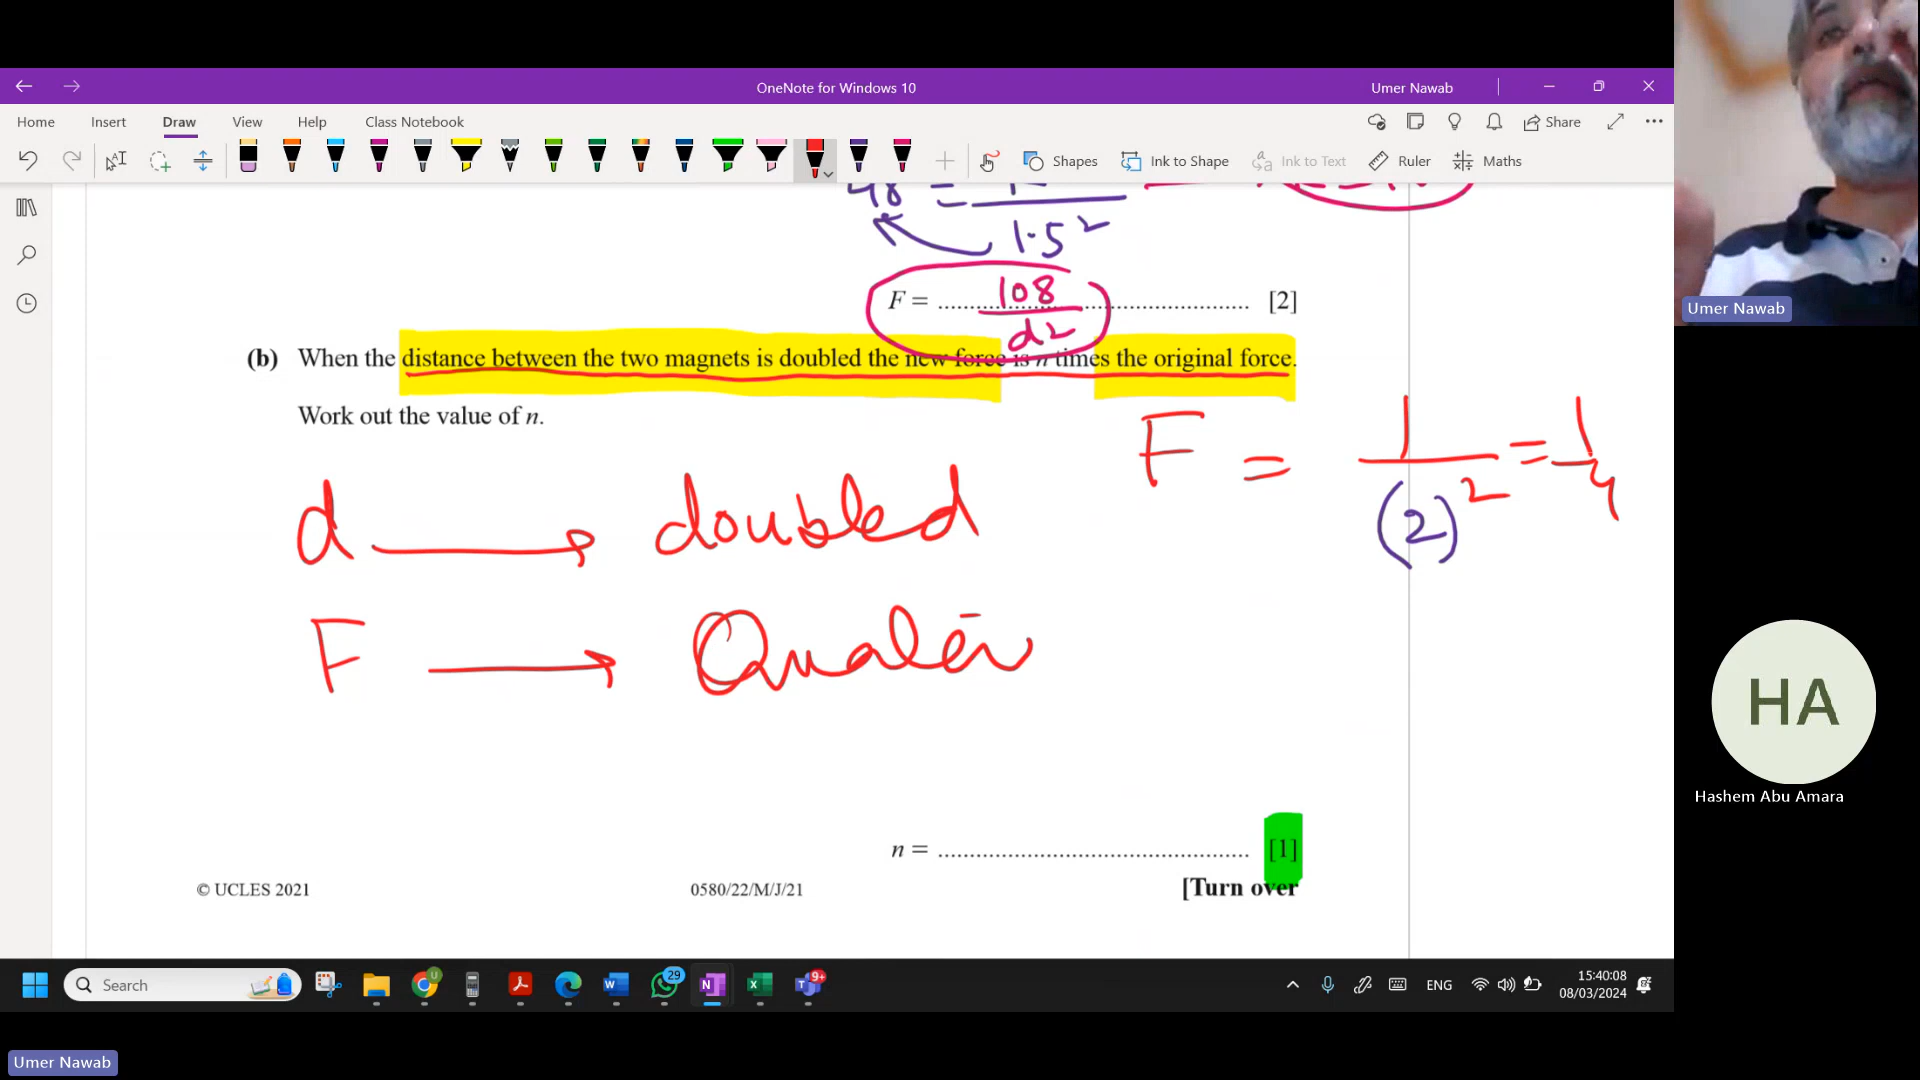 OneNote for Windows 10
Umer Nawab
Home Insert Draw View Help Class Notebook
Share
Shapes Ink to Shape Ink to Text Ruler Maths
48 =
1.5²
F = ........ 108/d2 ........ [2]
(b) When the distance between the two magnets is doubled the new force is n times the original force.
Work out the value of n.
F = 1/(2)² = 1/4
d → doubled
F →
n = ................................................ [1]
© UCLES 2021 0580/22/M/J/21 [Turn over
Umer Nawab
HA
Hashem Abu Amara
Search
U
29
9+
ENG
15:40:08
08/03/2024
Umer Nawab